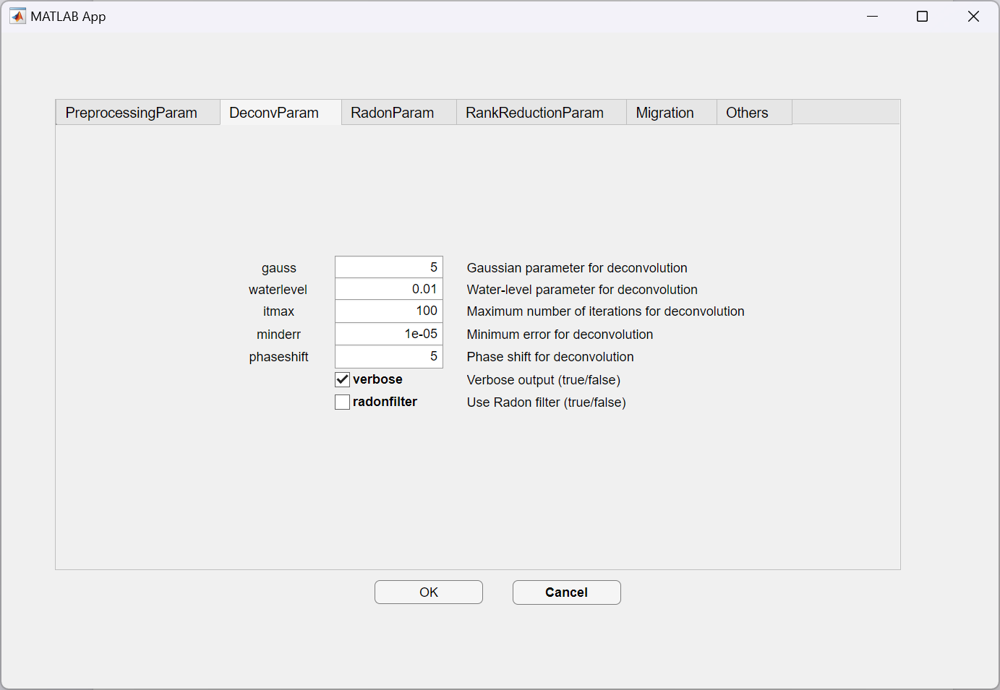 MATLAB App
PreprocessingParam DeconvParam RadonParam RankReductionParam Migration Others
gauss 5 Gaussian parameter for deconvolution
waterlevel 0.01 Water-level parameter for deconvolution
itmax 100 Maximum number of iterations for deconvolution
minderr 1e-05 Minimum error for deconvolution
phaseshift 5 Phase shift for deconvolution
verbose Verbose output (true/false)
radonfilter Use Radon filter (true/false)
OK Cancel